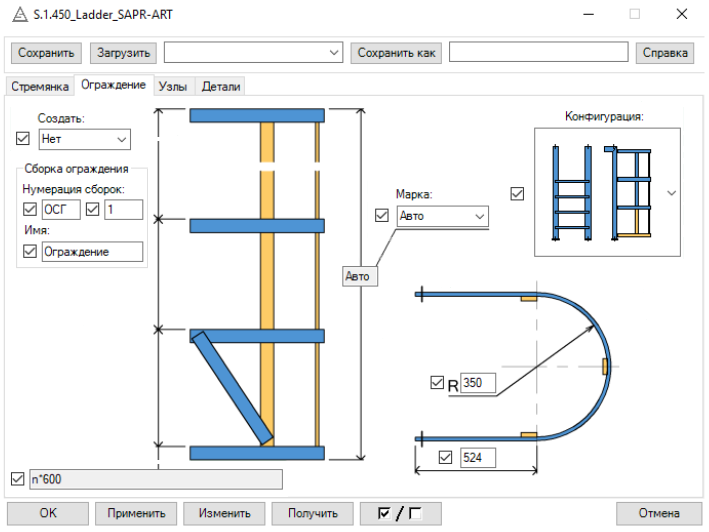 S.1.450_Ladder_SAPR-ART
Сохранить Загрузить Сохранить как Справка
Стремянка Ограждение Узлы Детали
Создать:
Нет
Сборка ограждения
Нумерация сборок:
ОСГ 1
Имя:
Ограждение
Марка:
Авто
Авто
Конфигурация:
R 350
524
n*600
OK Применить Изменить Получить / Отмена